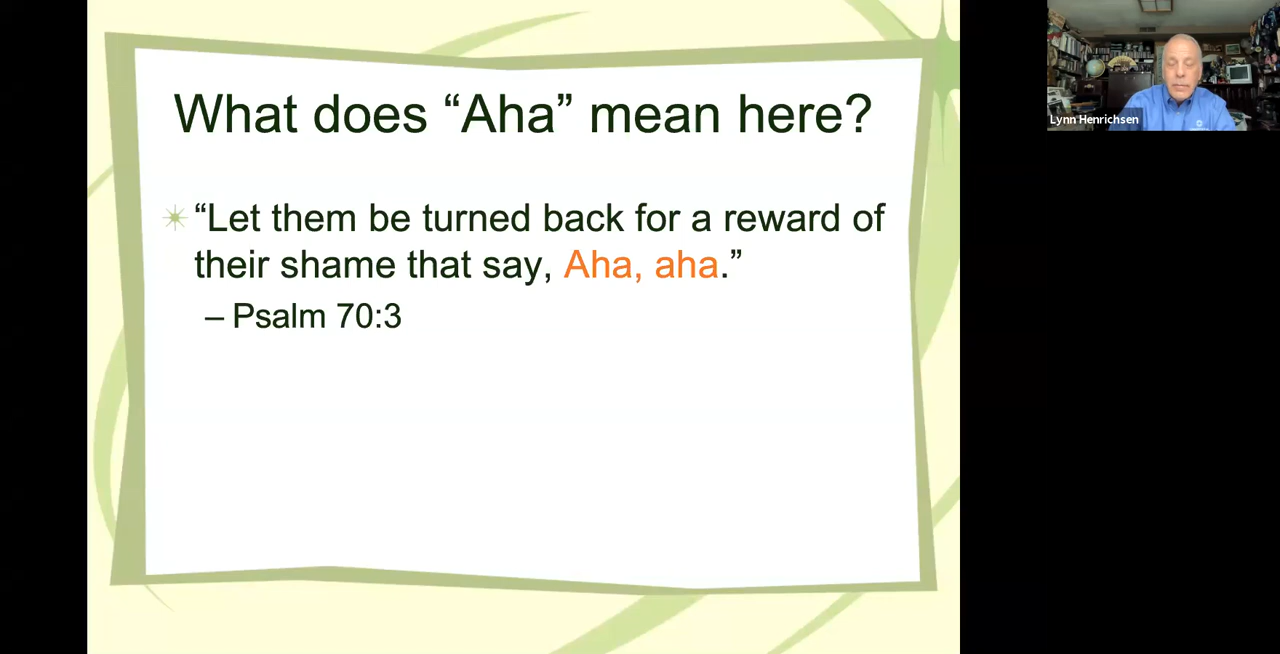 What does “Aha” mean here?
“Let them be turned back for a reward of
their shame that say, Aha, aha.”
– Psalm 70:3
Lynn Henrichsen